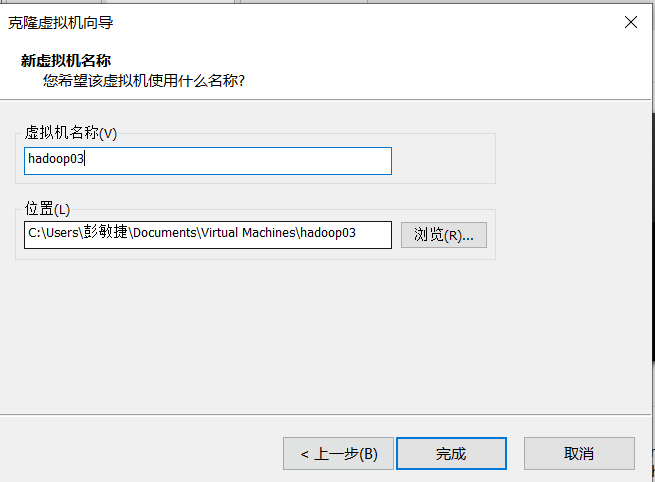 克隆虚拟机向导
新虚拟机名称
您希望该虚拟机使用什么名称?
虚拟机名称(V)
hadoop03
位置(L)
C:\Users\彭敏捷\Documents\Virtual Machines\hadoop03
浏览(R)...
< 上一步(B)
完成
取消